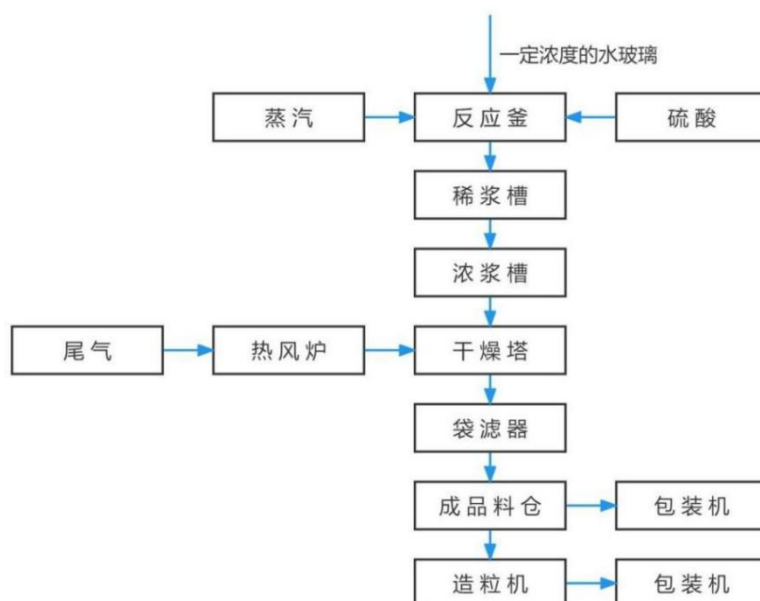 一定浓度的水玻璃
蒸汽 反应釜 硫酸
稀浆槽
浓浆槽
尾气 热风炉 干燥塔
袋滤器
成品料仓 包装机
造粒机 包装机